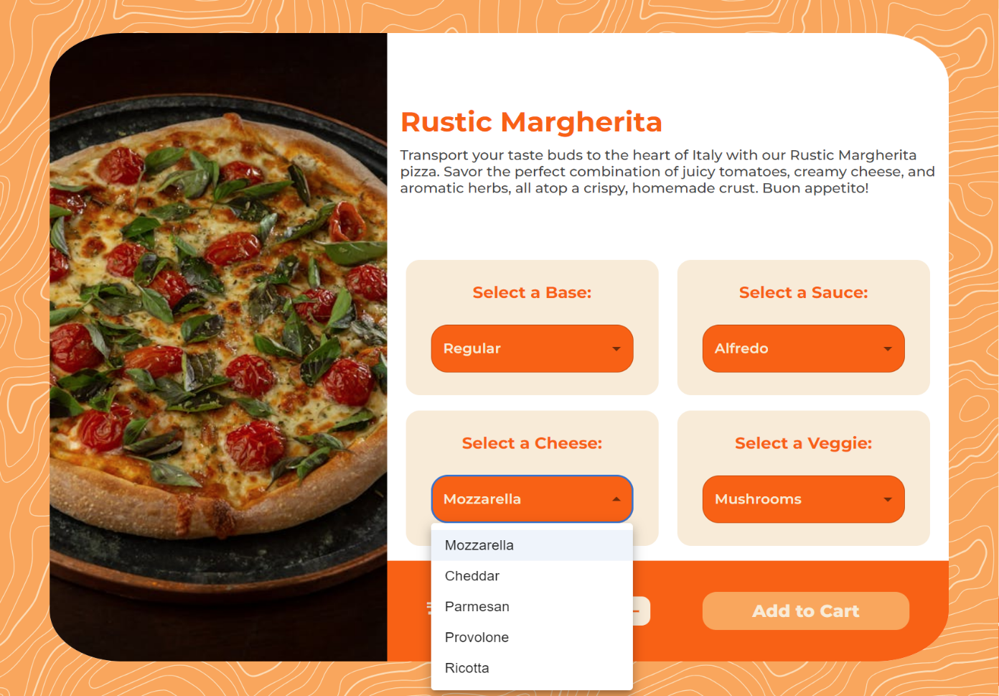 Rustic Margherita
Transport your taste buds to the heart of Italy with our Rustic Margherita
pizza. Savor the perfect combination of juicy tomatoes, creamy cheese, and
aromatic herbs, all atop a crispy, homemade crust. Buon appetito!
Select a Base:
Regular
Select a Sauce:
Alfredo
Select a Cheese:
Mozzarella
Select a Veggie:
Mushrooms
Mozzarella
Cheddar
Parmesan
Provolone
Ricotta
Add to Cart